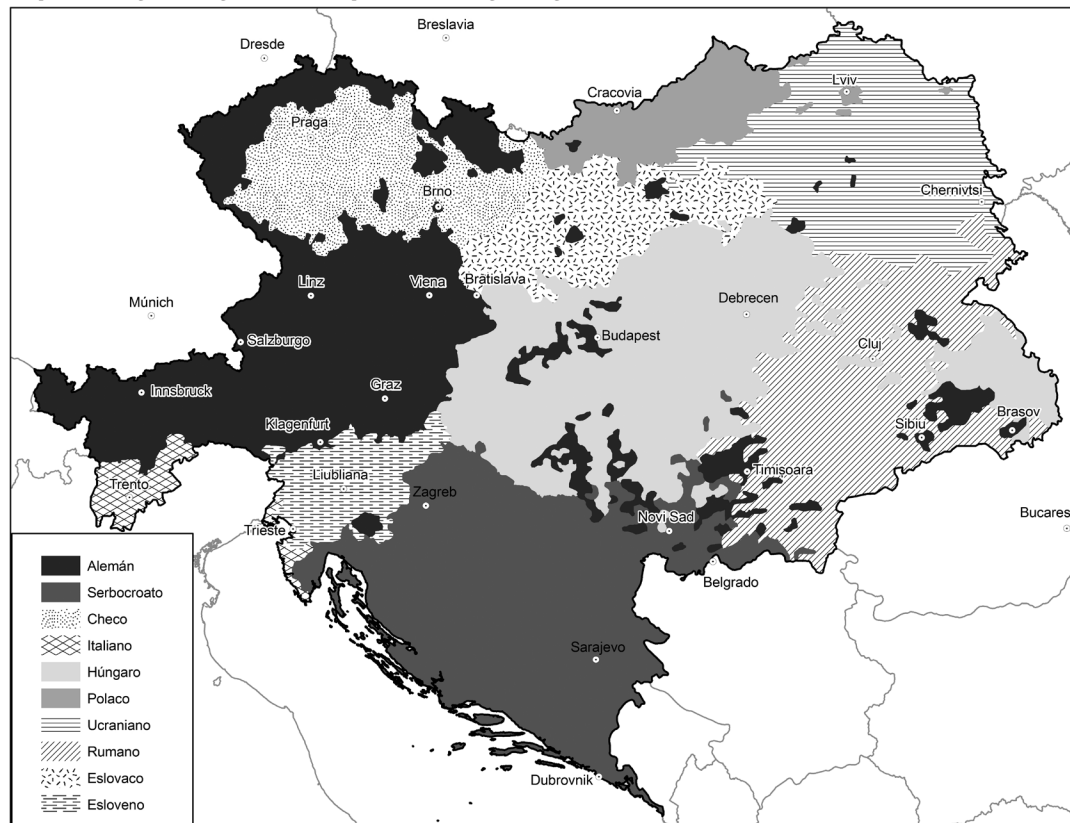 Breslavia
Dresde
Cracovia
Lviv
Praga
Brno
Chernivtsi
Linz
Viena
Bratislava
Múnich
Debrecen
Salzburgo
Budapest
Cluj
Innsbruck
Graz
Klagenfurt
Brasov
Sibiu
Liubliana
Timişoara
Trento
Zagreb
Trieste
Novi Sad
Bucares
Belgrado
Sarajevo
Dubrovnik
Alemán
Serbocroato
Checo
Italiano
Húngaro
Polaco
Ucraniano
Rumano
Eslovaco
Esloveno